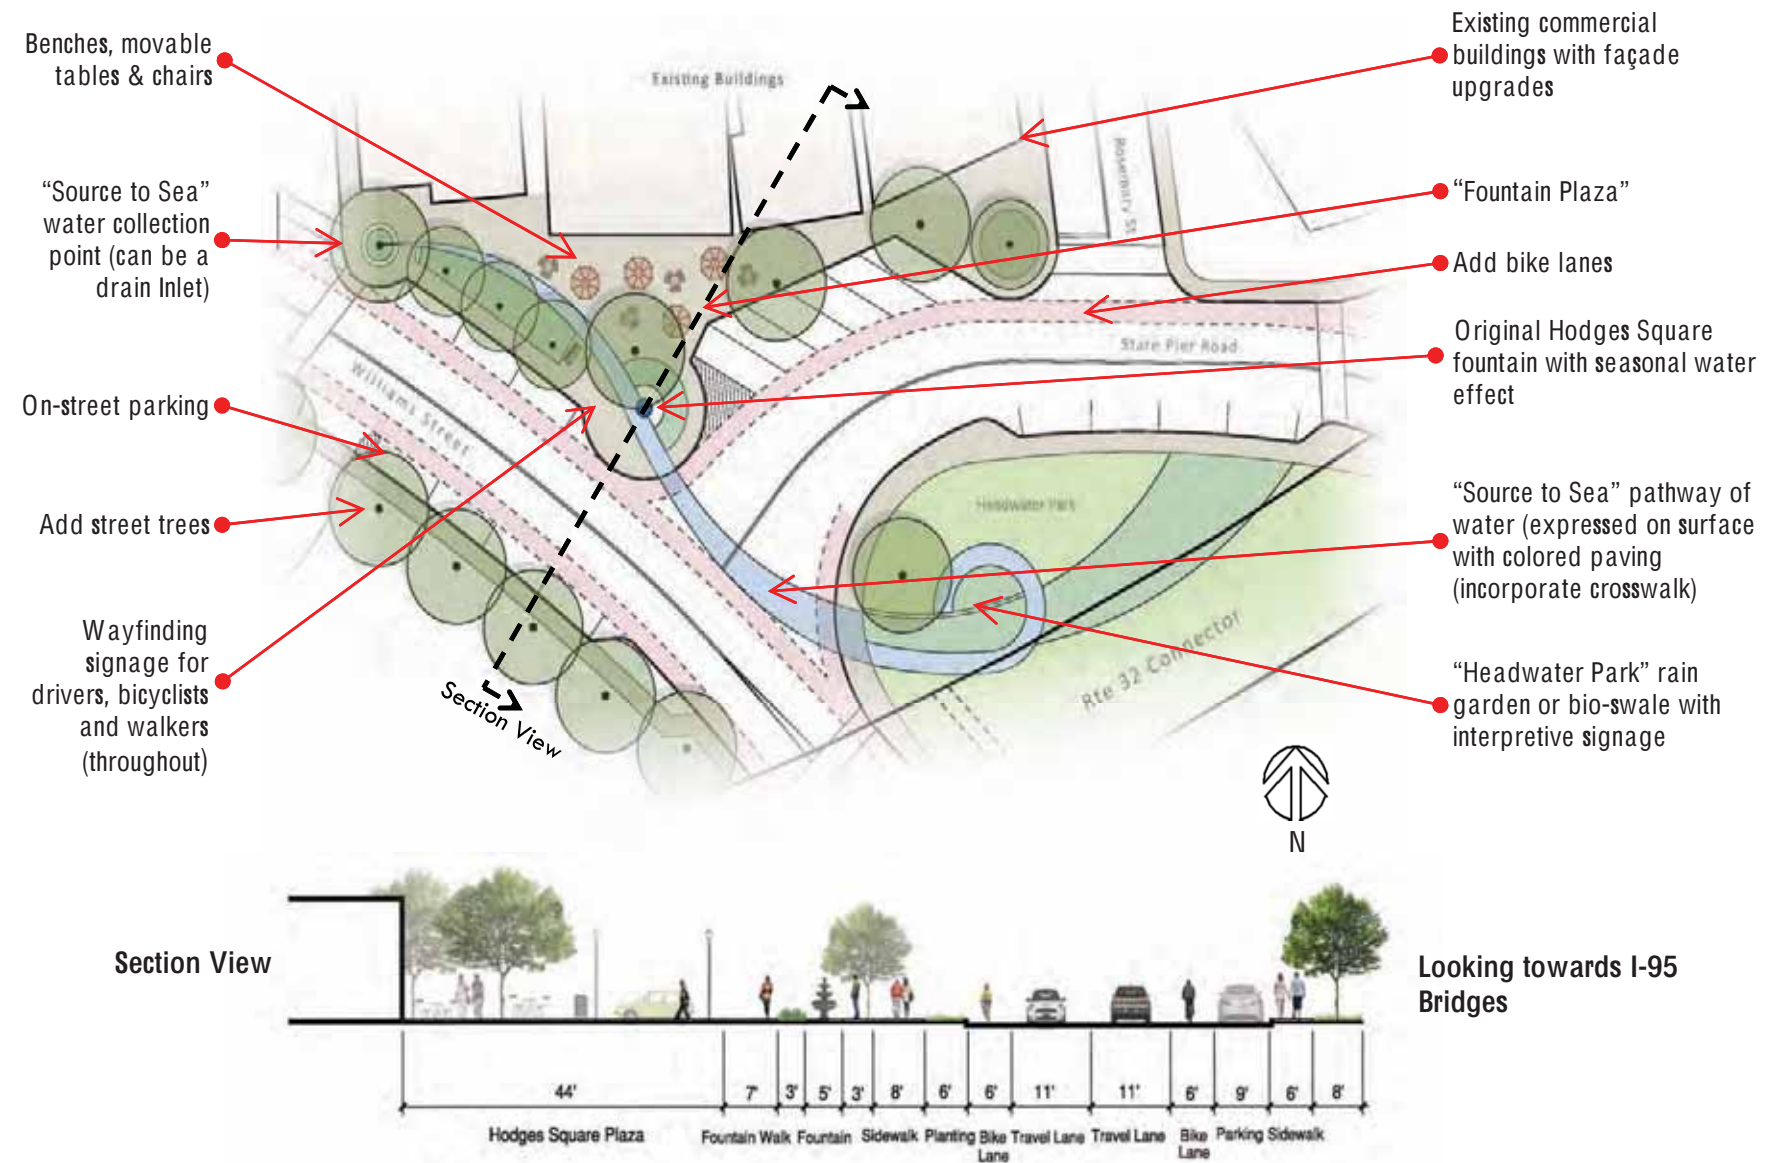 Benches, movable
tables & chairs
“Source to Sea”
water collection
point (can be a
drain Inlet)
On-street parking
Add street trees
Wayfinding
signage for
drivers, bicyclists
and walkers
(throughout)
Existing Buildings
Rosemary St
State Pier Road
Williams Street
Headwater Park
Rte 32 Connector
Section View
Existing commercial
buildings with façade
upgrades
“Fountain Plaza”
Add bike lanes
Original Hodges Square
fountain with seasonal water
effect
“Source to Sea” pathway of
water (expressed on surface
with colored paving
(incorporate crosswalk)
“Headwater Park” rain
garden or bio-swale with
interpretive signage
N
Section View
Looking towards I-95
Bridges
44' 7' 3' 5' 3' 8' 6' 6' 11' 11' 6' 9' 6' 8'
Hodges Square Plaza Fountain Walk Fountain Sidewalk Planting Bike Travel Lane Travel Lane Bike Parking Sidewalk
Lane Lane